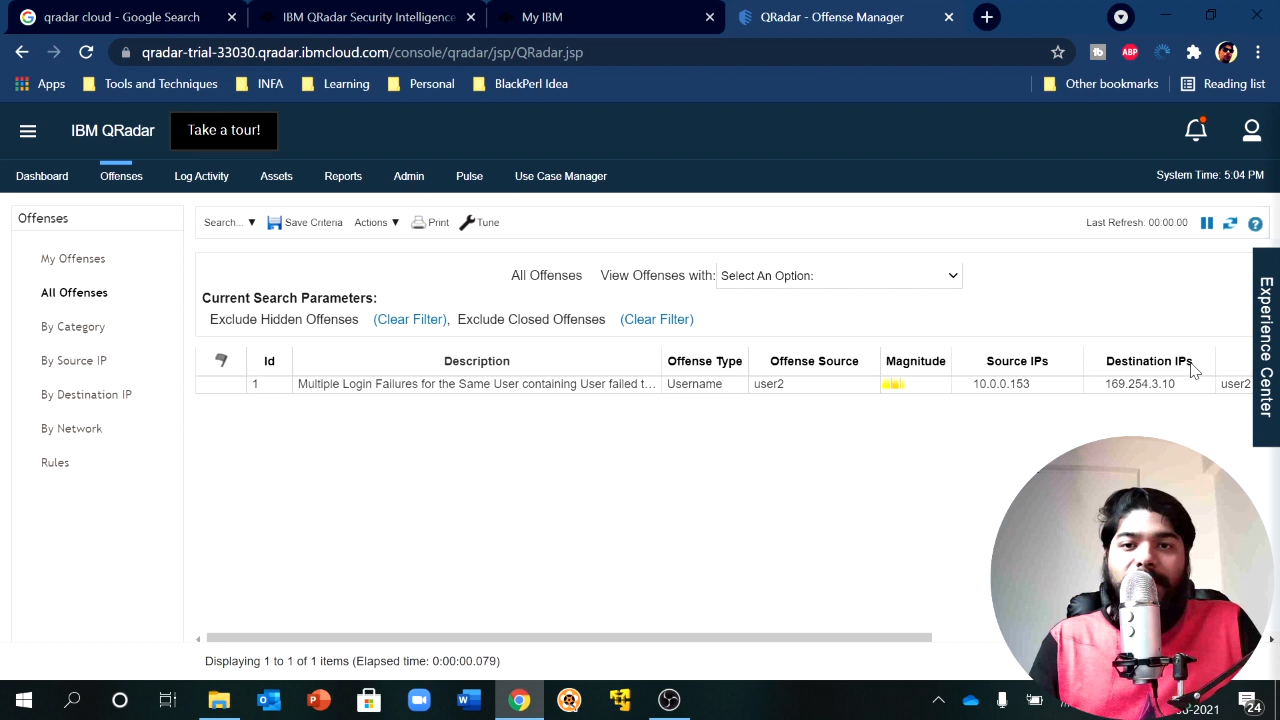 qradar cloud - Google Search
IBM QRadar Security Intelligence
My IBM
QRadar - Offense Manager
qradar-trial-33030.qradar.ibmcloud.com/console/qradar/jsp/QRadar.jsp
tb
ABP
Apps
Tools and Techniques
INFA
Learning
Personal
BlackPerl Idea
Other bookmarks
Reading list
IBM QRadar
Take a tour!
Dashboard
Offenses
Log Activity
Assets
Reports
Admin
Pulse
Use Case Manager
System Time: 5:04 PM
Offenses
My Offenses
All Offenses
By Category
By Source IP
By Destination IP
By Network
Rules
Search...
Save Criteria
Actions
Print
Tune
Last Refresh: 00:00:00
All Offenses
View Offenses with:
Select An Option:
Current Search Parameters:
Exclude Hidden Offenses (Clear Filter), Exclude Closed Offenses (Clear Filter)
Id Description Offense Type Offense Source Magnitude Source IPs Destination IPs
1 Multiple Login Failures for the Same User containing User failed t... Username user2 10.0.0.153 169.254.3.10 user2
Experience Center
Displaying 1 to 1 of 1 items (Elapsed time: 0:00:00.079)
-2021
24